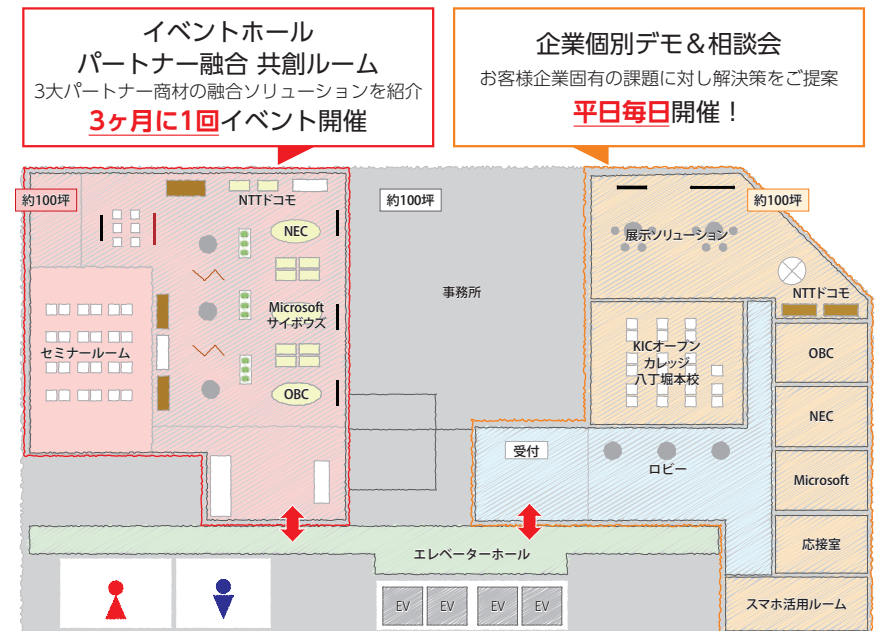 イベントホール
パートナー融合 共創ルーム
3大パートナー商材の融合ソリューションを紹介
3ヶ月に1回イベント開催
企業個別デモ＆相談会
お客様企業固有の課題に対し解決策をご提案
平日毎日開催！
約100坪
NTTドコモ
NEC
Microsoft
サイボウズ
OBC
セミナールーム
約100坪
事務所
約100坪
展示ソリューション
NTTドコモ
KICオープン
カレッジ
八丁堀本校
OBC
NEC
Microsoft
応接室
スマホ活用ルーム
受付
ロビー
エレベーターホール
EV
EV
EV
EV